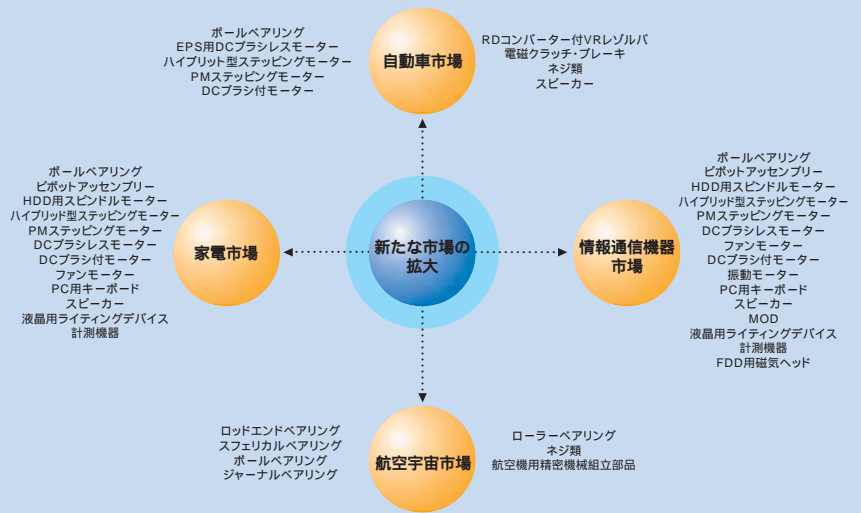 ボールベアリング
EPS用DCブラシレスモーター
ハイブリット型ステッピングモーター
PMステッピングモーター
DCブラシ付モーター
自動車市場
RDコンバーター付VRレゾルバ
電磁クラッチ・ブレーキ
ネジ類
スピーカー
ボールベアリング
ピボットアッセンブリー
HDD用スピンドルモーター
ハイブリッド型ステッピングモーター
PMステッピングモーター
DCブラシレスモーター
DCブラシ付モーター
ファンモーター
PC用キーボード
スピーカー
液晶用ライティングデバイス
計測機器
家電市場
新たな市場の
拡大
情報通信機器
市場
ボールベアリング
ピボットアッセンブリー
HDD用スピンドルモーター
ハイブリッド型ステッピングモーター
PMステッピングモーター
DCブラシレスモーター
ファンモーター
DCブラシ付モーター
振動モーター
PC用キーボード
スピーカー
MOD
液晶用ライティングデバイス
計測機器
FDD用磁気ヘッド
ロッドエンドベアリング
スフェリカルベアリング
ボールベアリング
ジャーナルベアリング
航空宇宙市場
ローラーベアリング
ネジ類
航空機用精密機械組立部品